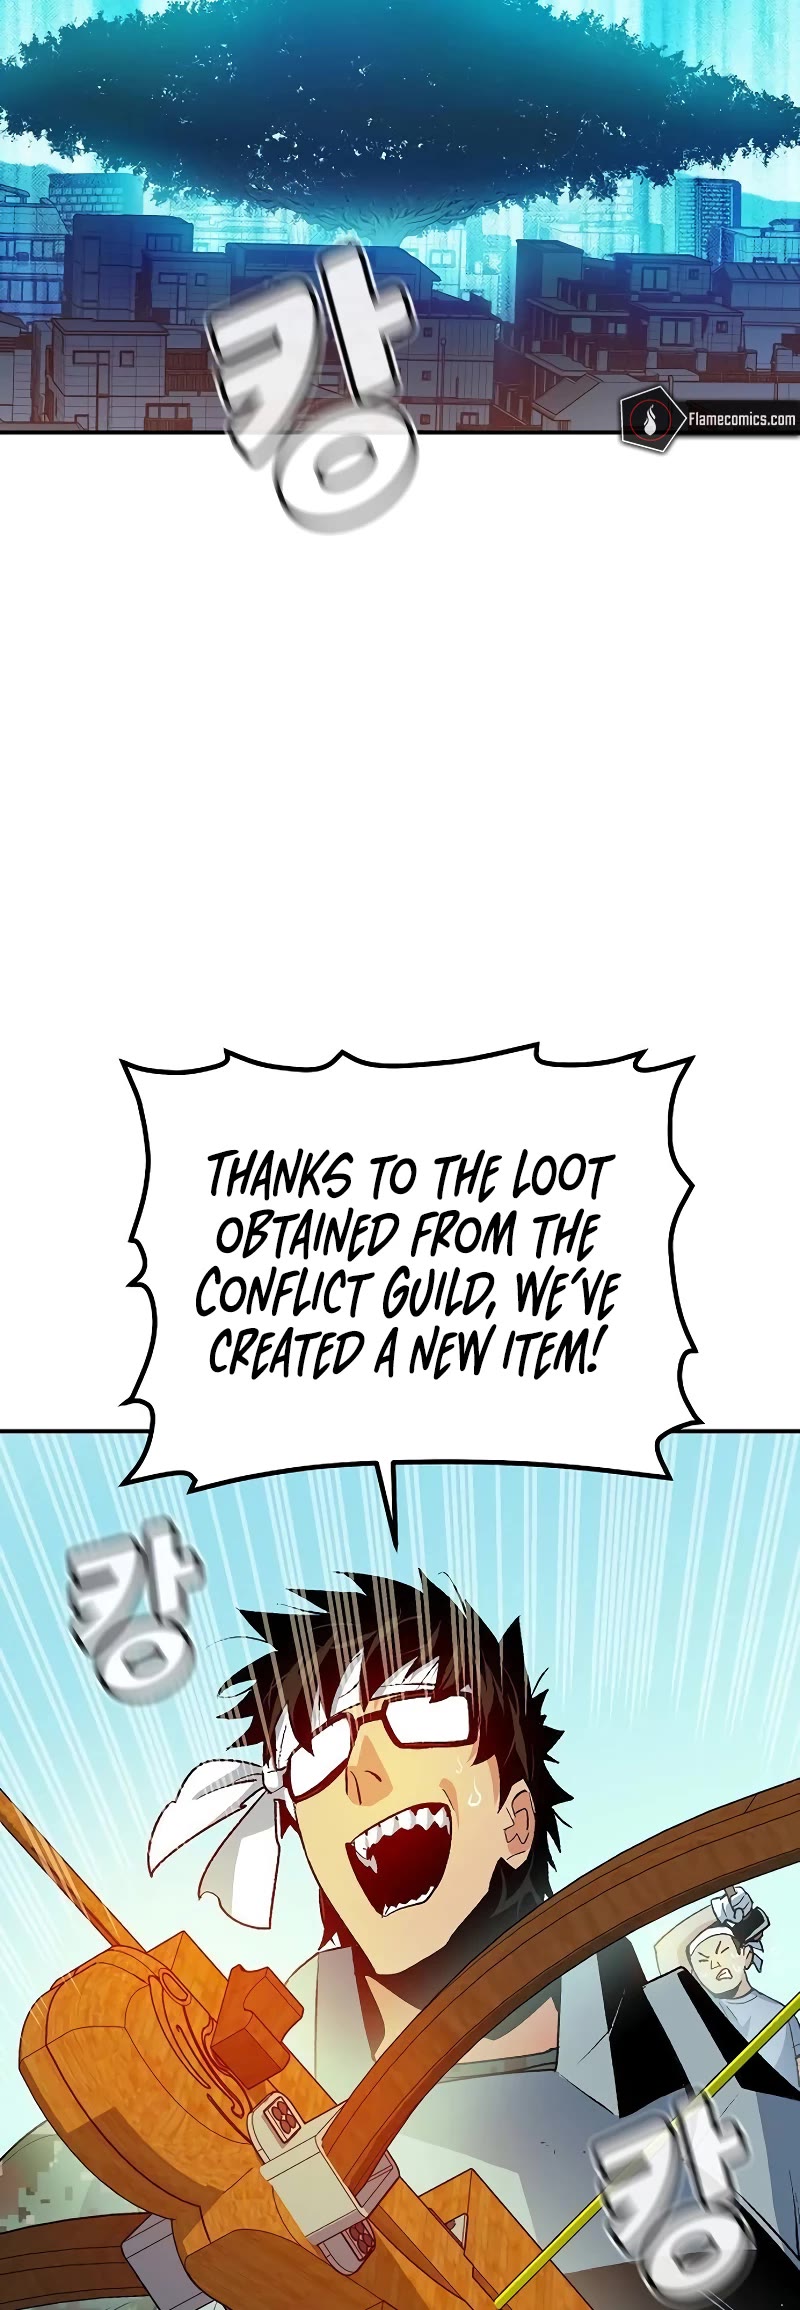 캉
Flamecomics.com
THANKS TO THE LOOT
OBTAINED FROM THE
CONFLICT GUILD, WE'VE
CREATED A NEW ITEM!
캉
캉